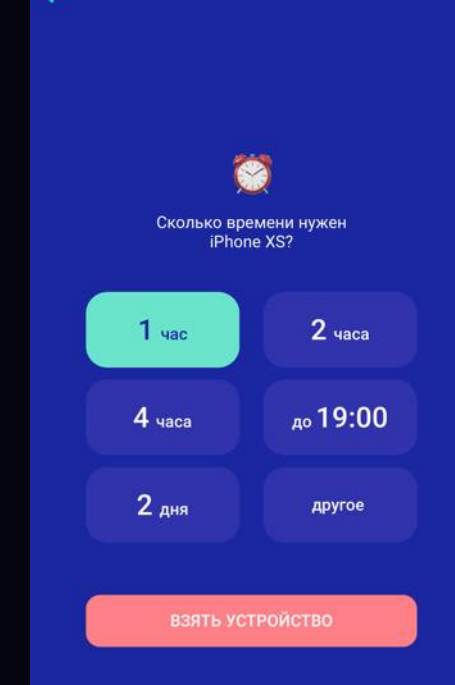 Сколько времени нужен
iPhone XS?
1 час
2 часа
4 часа
до 19:00
2 дня
другое
ВЗЯТЬ УСТРОЙСТВО